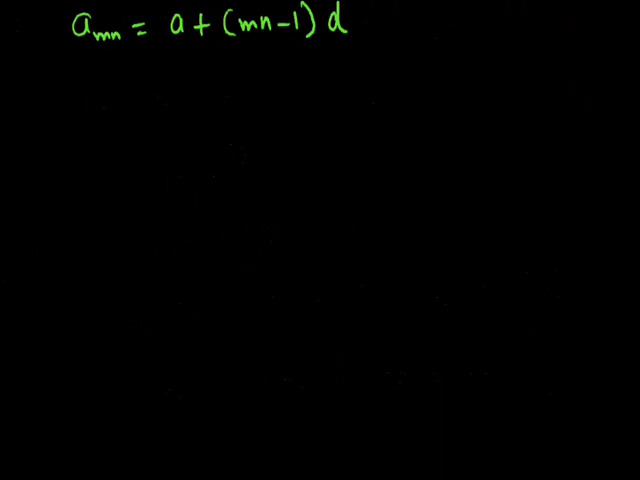 a_mn = a + (mn - 1) d